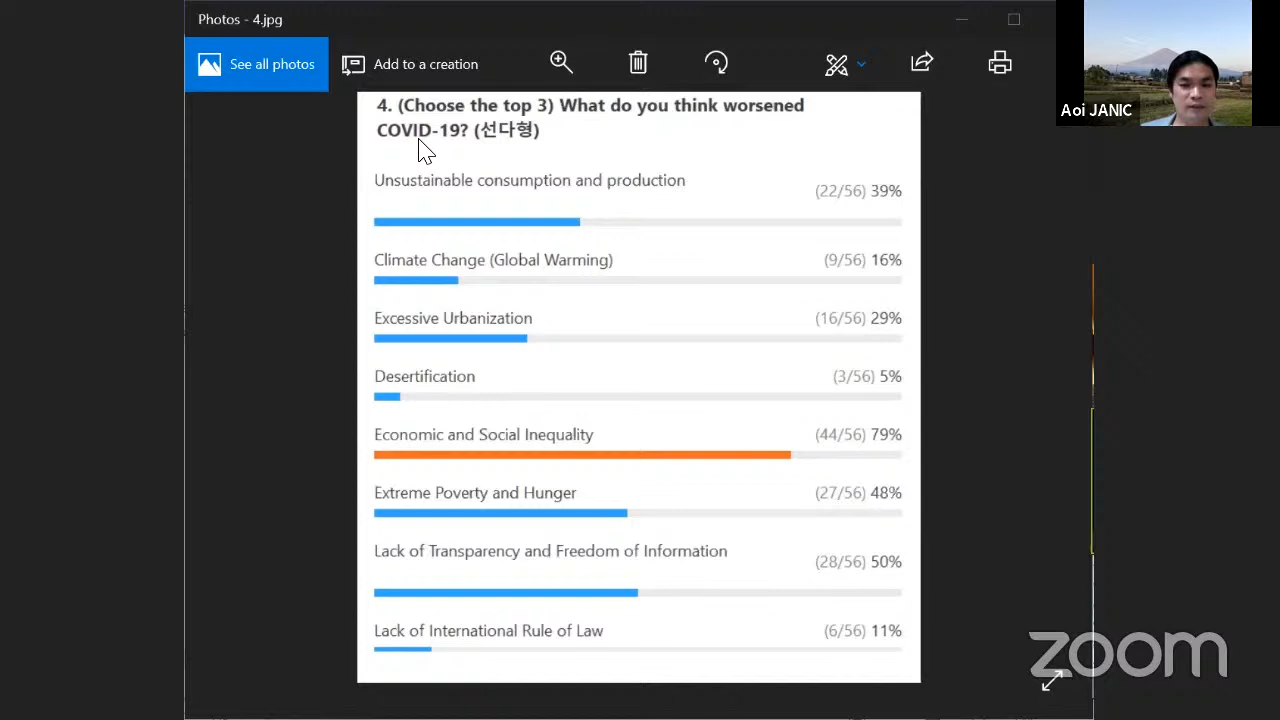 Photos - 4.jpg
See all photos
Add to a creation
Aoi JANIC
4. (Choose the top 3) What do you think worsened
COVID-19? (선다형)
Unsustainable consumption and production
(22/56) 39%
Climate Change (Global Warming)
(9/56) 16%
Excessive Urbanization
(16/56) 29%
Desertification
(3/56) 5%
Economic and Social Inequality
(44/56) 79%
Extreme Poverty and Hunger
(27/56) 48%
Lack of Transparency and Freedom of Information
(28/56) 50%
Lack of International Rule of Law
(6/56) 11%
zoom